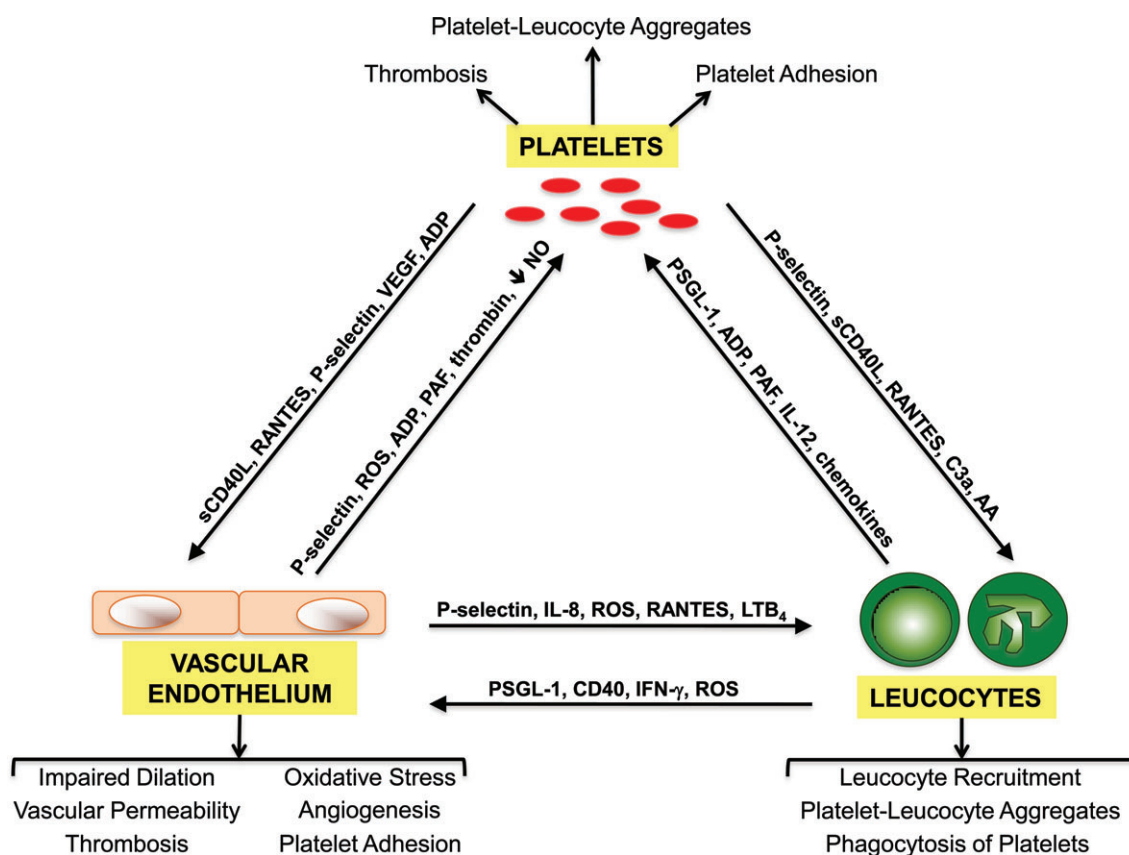 Platelet-Leucocyte Aggregates
Thrombosis
Platelet Adhesion
PLATELETS
sCD40L, RANTES, P-selectin, VEGF, ADP
P-selectin, ROS, ADP, PAF, thrombin, ↓ NO
PSGL-1, ADP, PAF, IL-12, chemokines
P-selectin, sCD40L, RANTES, C3a, AA
P-selectin, IL-8, ROS, RANTES, LTB₄
PSGL-1, CD40, IFN-γ, ROS
VASCULAR
ENDOTHELIUM
LEUCOCYTES
Impaired Dilation
Vascular Permeability
Thrombosis
Oxidative Stress
Angiogenesis
Platelet Adhesion
Leucocyte Recruitment
Platelet-Leucocyte Aggregates
Phagocytosis of Platelets